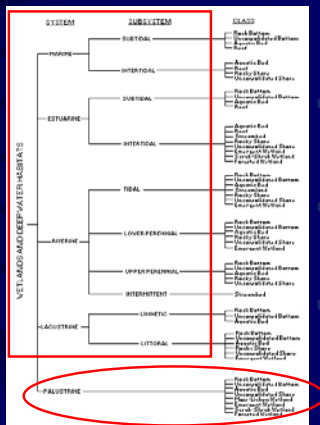 SYSTEM SUBSYSTEM CLASS
WETLANDS AND DEEPWATER HABITATS
MARINE
SUBTIDAL
Rock Bottom
Unconsolidated Bottom
Aquatic Bed
Reef
INTERTIDAL
Aquatic Bed
Reef
Rocky Shore
Unconsolidated Shore
ESTUARINE
SUBTIDAL
Rock Bottom
Unconsolidated Bottom
Aquatic Bed
Reef
INTERTIDAL
Aquatic Bed
Reef
Streambed
Rocky Shore
Unconsolidated Shore
Emergent Wetland
Scrub-Shrub Wetland
Forested Wetland
RIVERINE
TIDAL
Rock Bottom
Unconsolidated Bottom
Aquatic Bed
Streambed
Rocky Shore
Unconsolidated Shore
Emergent Wetland
LOWER PERENNIAL
Rock Bottom
Unconsolidated Bottom
Aquatic Bed
Rocky Shore
Unconsolidated Shore
Emergent Wetland
UPPER PERENNIAL
Rock Bottom
Unconsolidated Bottom
Aquatic Bed
Rocky Shore
Unconsolidated Shore
INTERMITTENT
Streambed
LACUSTRINE
LIMNETIC
Rock Bottom
Unconsolidated Bottom
Aquatic Bed
LITTORAL
Rock Bottom
Unconsolidated Bottom
Aquatic Bed
Rocky Shore
Unconsolidated Shore
Emergent Wetland
PALUSTRINE
Rock Bottom
Unconsolidated Bottom
Aquatic Bed
Unconsolidated Shore
Moss-Lichen Wetland
Emergent Wetland
Scrub-Shrub Wetland
Forested Wetland